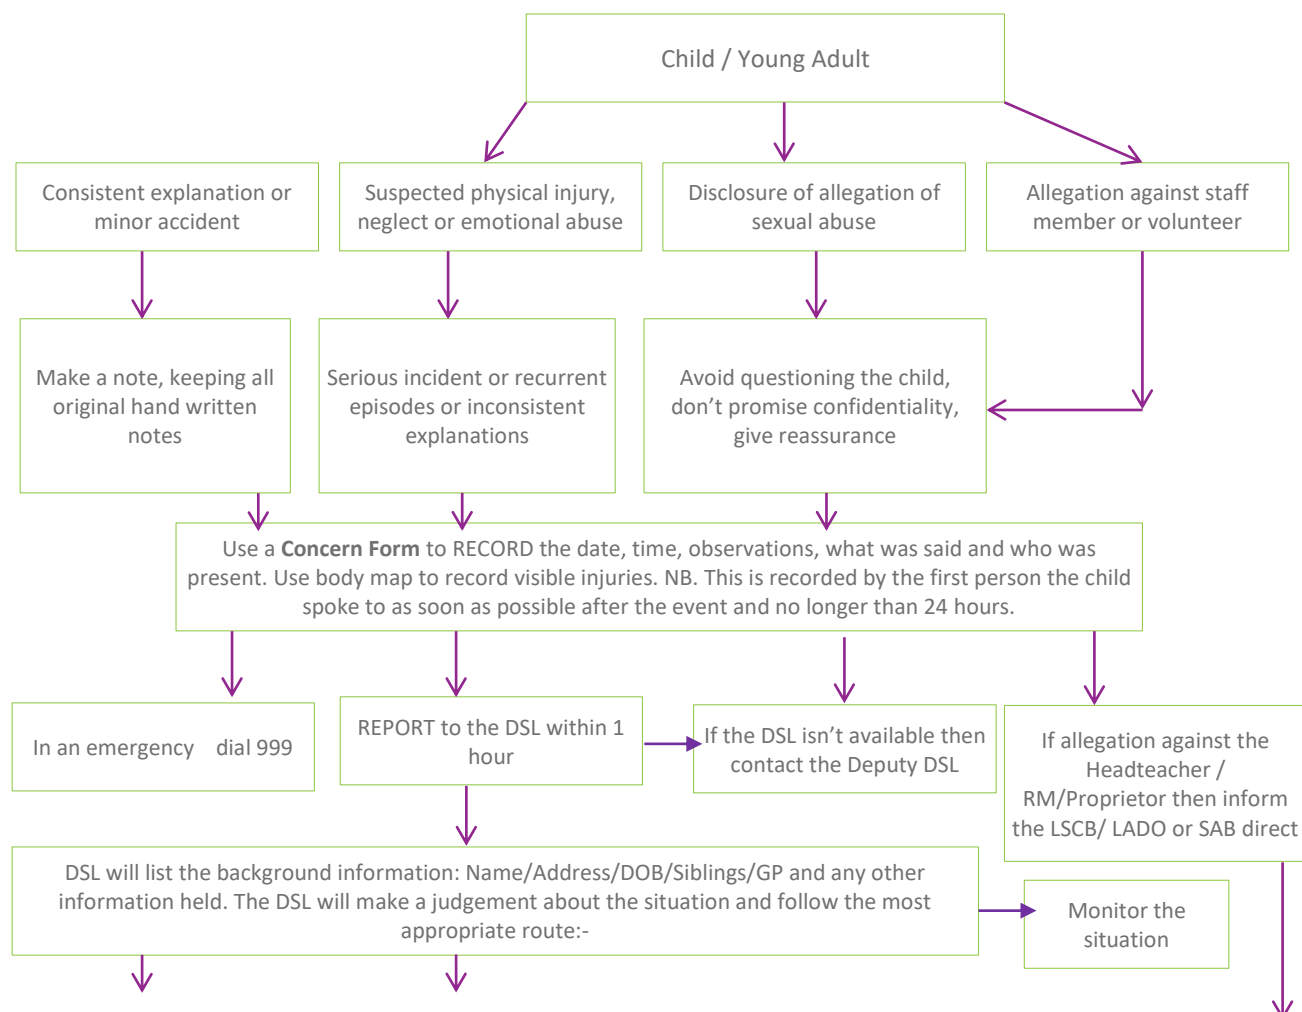 Child / Young Adult
Consistent explanation or
minor accident
Suspected physical injury,
neglect or emotional abuse
Disclosure of allegation of
sexual abuse
Allegation against staff
member or volunteer
Make a note, keeping all
original hand written
notes
Serious incident or recurrent
episodes or inconsistent
explanations
Avoid questioning the child,
don’t promise confidentiality,
give reassurance
Use a Concern Form to RECORD the date, time, observations, what was said and who was
present. Use body map to record visible injuries. NB. This is recorded by the first person the child
spoke to as soon as possible after the event and no longer than 24 hours.
In an emergency dial 999
REPORT to the DSL within 1
hour
If the DSL isn’t available then
contact the Deputy DSL
If allegation against the
Headteacher /
RM/Proprietor then inform
the LSCB/ LADO or SAB direct
DSL will list the background information: Name/Address/DOB/Siblings/GP and any other
information held. The DSL will make a judgement about the situation and follow the most
appropriate route:-
Monitor the
situation